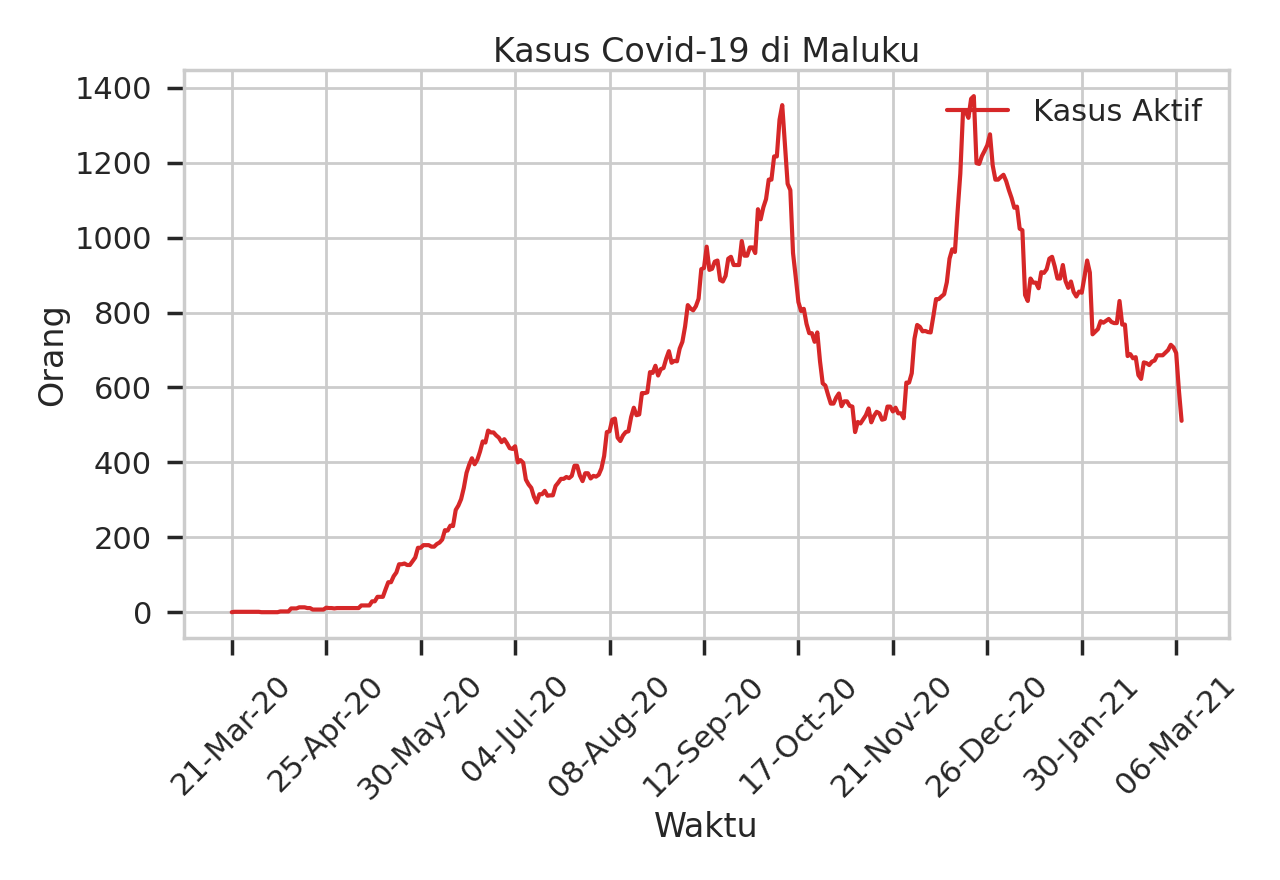 Kasus Covid-19 di Maluku
Kasus Aktif
1400
1200
1000
800
600
400
200
0
Orang
21-Mar-20
25-Apr-20
30-May-20
04-Jul-20
08-Aug-20
12-Sep-20
17-Oct-20
21-Nov-20
26-Dec-20
30-Jan-21
06-Mar-21
Waktu